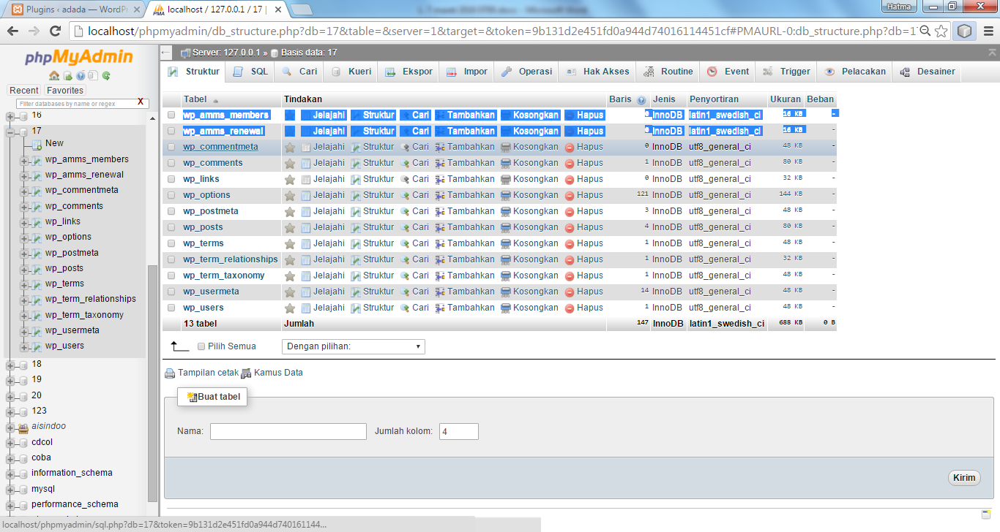 Plugins ‹ adada — WordPr
localhost / 127.0.0.1 / 17 |
Hatma
localhost/phpmyadmin/db_structure.php?db=17&table=&server=1&target=&token=9b131d2e451fd0a944d74016114451cf#PMAURL-0:db_structure.php?db=1
phpMyAdmin
Recent Favorites
Filter databases by name or regex X
16
17
New
wp_amms_members
wp_amms_renewal
wp_commentmeta
wp_comments
wp_links
wp_options
wp_postmeta
wp_posts
wp_terms
wp_term_relationships
wp_term_taxonomy
wp_usermeta
wp_users
18
19
20
123
aisindoo
cdcol
coba
information_schema
mysql
performance_schema
Server: 127.0.0.1 » Basis data: 17
Struktur SQL Cari Kueri Ekspor Impor Operasi Hak Akses Routine Event Trigger Pelacakan Desainer
Tabel Tindakan Baris Jenis Penyortiran Ukuran Beban
wp_amms_members Jelajahi Struktur Cari Tambahkan Kosongkan Hapus 0 InnoDB latin1_swedish_ci 16 KB -
wp_amms_renewal Jelajahi Struktur Cari Tambahkan Kosongkan Hapus 0 InnoDB latin1_swedish_ci 16 KB -
wp_commentmeta Jelajahi Struktur Cari Tambahkan Kosongkan Hapus 0 InnoDB utf8_general_ci 48 KB -
wp_comments Jelajahi Struktur Cari Tambahkan Kosongkan Hapus 1 InnoDB utf8_general_ci 80 KB -
wp_links Jelajahi Struktur Cari Tambahkan Kosongkan Hapus 0 InnoDB utf8_general_ci 32 KB -
wp_options Jelajahi Struktur Cari Tambahkan Kosongkan Hapus 121 InnoDB utf8_general_ci 144 KB -
wp_postmeta Jelajahi Struktur Cari Tambahkan Kosongkan Hapus 3 InnoDB utf8_general_ci 48 KB -
wp_posts Jelajahi Struktur Cari Tambahkan Kosongkan Hapus 4 InnoDB utf8_general_ci 80 KB -
wp_terms Jelajahi Struktur Cari Tambahkan Kosongkan Hapus 1 InnoDB utf8_general_ci 48 KB -
wp_term_relationships Jelajahi Struktur Cari Tambahkan Kosongkan Hapus 1 InnoDB utf8_general_ci 32 KB -
wp_term_taxonomy Jelajahi Struktur Cari Tambahkan Kosongkan Hapus 1 InnoDB utf8_general_ci 48 KB -
wp_usermeta Jelajahi Struktur Cari Tambahkan Kosongkan Hapus 14 InnoDB utf8_general_ci 48 KB -
wp_users Jelajahi Struktur Cari Tambahkan Kosongkan Hapus 1 InnoDB utf8_general_ci 48 KB -
13 tabel Jumlah 147 InnoDB latin1_swedish_ci 688 KB 0 B
Pilih Semua Dengan pilihan:
Tampilan cetak Kamus Data
Buat tabel
Nama: Jumlah kolom: 4
Kirim
localhost/phpmyadmin/sql.php?db=17&token=9b131d2e451fd0a944d740161144...